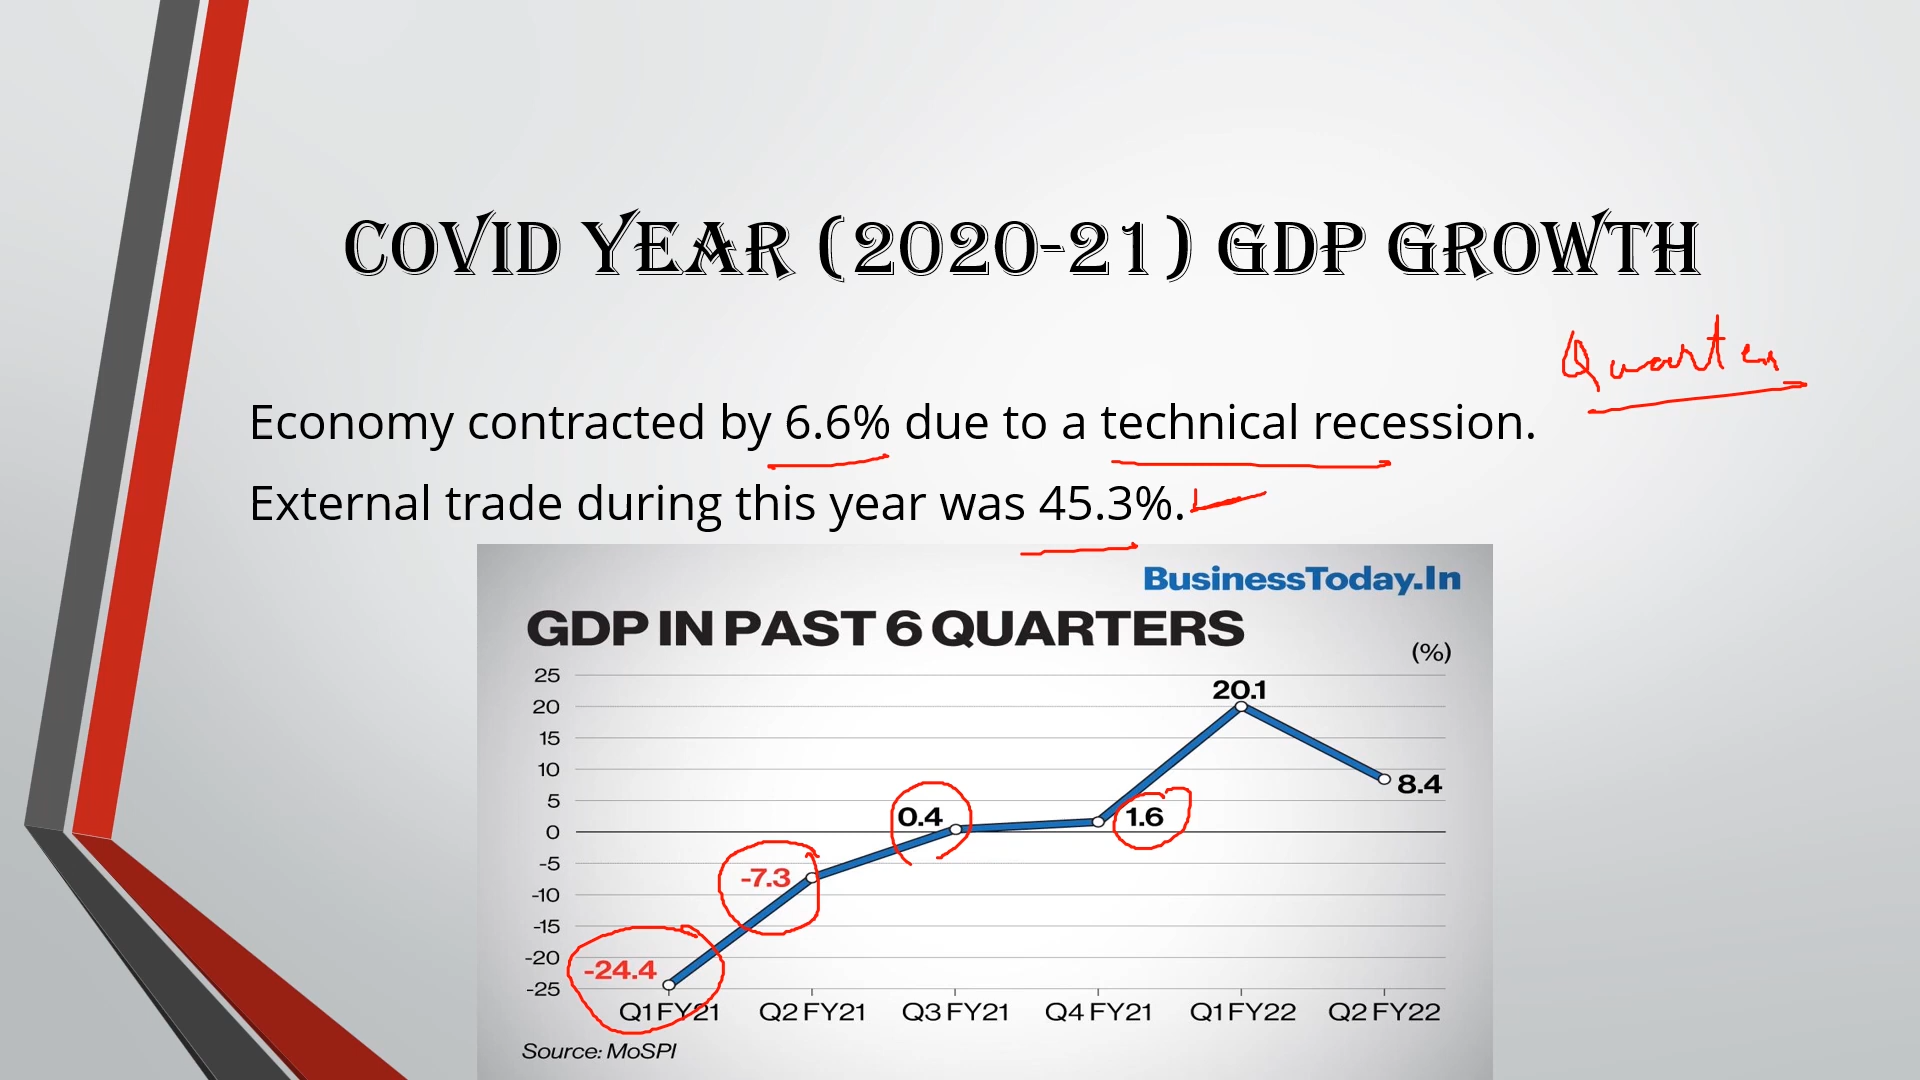 COVID YEAR (2020-21) GDP GROWTH
Quarter
Economy contracted by 6.6% due to a technical recession.
External trade during this year was 45.3%.
BusinessToday.In
GDP IN PAST 6 QUARTERS
(%)
25
20
15
10
5
0
-5
-10
-15
-20
-25
20.1
8.4
0.4
1.6
-7.3
-24.4
Q1 FY21 Q2 FY21 Q3 FY21 Q4 FY21 Q1 FY22 Q2 FY22
Source: MoSPI